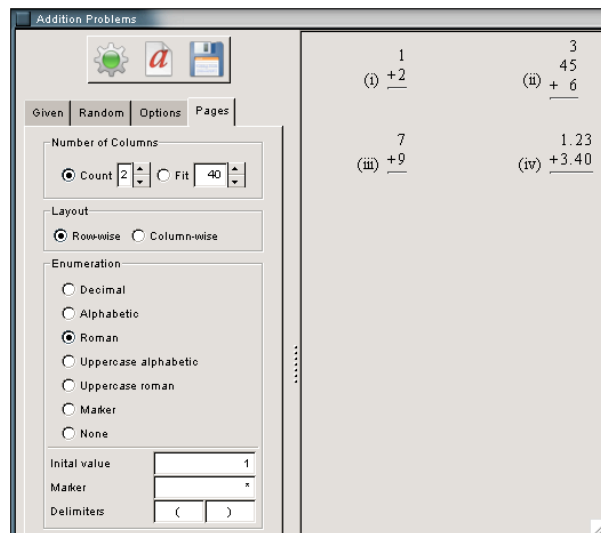 Addition Problems
a
Given Random Options Pages
Number of Columns
Count 2 Fit 40
Layout
Row-wise Column-wise
Enumeration
Decimal
Alphabetic
Roman
Uppercase alphabetic
Uppercase roman
Marker
None
Inital value 1
Marker *
Delimiters ( )
1
(i) +2
3
45
(ii) + 6
7
(iii) +9
1.23
(iv) +3.40